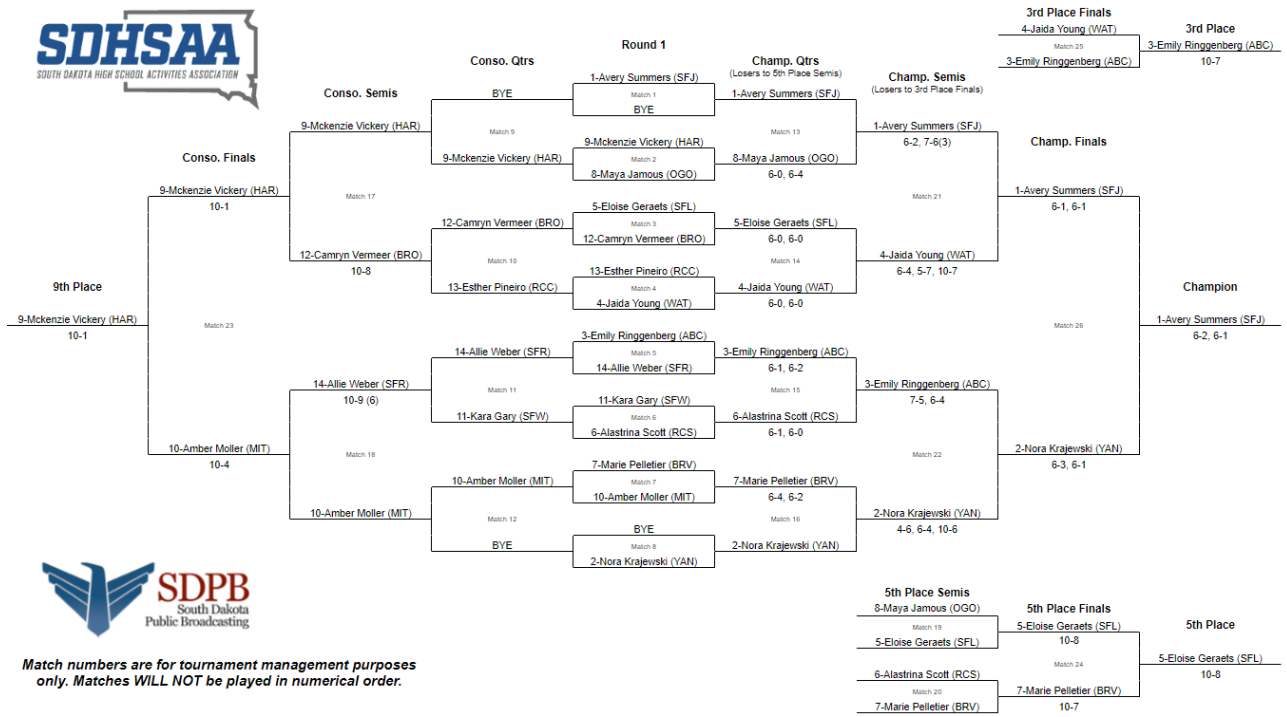 SDHSAA
SOUTH DAKOTA HIGH SCHOOL ACTIVITIES ASSOCIATION
9th Place
9-Mckenzie Vickery (HAR)
10-1
Conso. Finals
9-Mckenzie Vickery (HAR)
10-1
Match 23
10-Amber Moller (MIT)
10-4
Conso. Semis
9-Mckenzie Vickery (HAR)
Match 17
12-Camryn Vermeer (BRO)
10-8
14-Allie Weber (SFR)
10-9 (6)
Match 18
10-Amber Moller (MIT)
Conso. Qtrs
BYE
Match 9
9-Mckenzie Vickery (HAR)
12-Camryn Vermeer (BRO)
Match 10
13-Esther Pineiro (RCC)
14-Allie Weber (SFR)
Match 11
11-Kara Gary (SFW)
10-Amber Moller (MIT)
Match 12
BYE
Round 1
1-Avery Summers (SFJ)
Match 1
BYE
9-Mckenzie Vickery (HAR)
Match 2
8-Maya Jamous (OGO)
5-Eloise Geraets (SFL)
Match 3
12-Camryn Vermeer (BRO)
13-Esther Pineiro (RCC)
Match 4
4-Jaida Young (WAT)
3-Emily Ringgenberg (ABC)
Match 5
14-Allie Weber (SFR)
11-Kara Gary (SFW)
Match 6
6-Alastrina Scott (RCS)
7-Marie Pelletier (BRV)
Match 7
10-Amber Moller (MIT)
BYE
Match 8
2-Nora Krajewski (YAN)
Champ. Qtrs
(Losers to 5th Place Semis)
1-Avery Summers (SFJ)
Match 13
8-Maya Jamous (OGO)
6-0, 6-4
5-Eloise Geraets (SFL)
6-0, 6-0
Match 14
4-Jaida Young (WAT)
6-0, 6-0
3-Emily Ringgenberg (ABC)
6-1, 6-2
Match 15
6-Alastrina Scott (RCS)
6-1, 6-0
7-Marie Pelletier (BRV)
6-4, 6-2
Match 16
2-Nora Krajewski (YAN)
Champ. Semis
(Losers to 3rd Place Finals)
1-Avery Summers (SFJ)
6-2, 7-6(3)
Match 21
4-Jaida Young (WAT)
6-4, 5-7, 10-7
3-Emily Ringgenberg (ABC)
7-5, 6-4
Match 22
2-Nora Krajewski (YAN)
4-6, 6-4, 10-6
Champ. Finals
1-Avery Summers (SFJ)
6-1, 6-1
Match 26
2-Nora Krajewski (YAN)
6-3, 6-1
Champion
1-Avery Summers (SFJ)
6-2, 6-1
3rd Place Finals
4-Jaida Young (WAT)
Match 25
3-Emily Ringgenberg (ABC)
3rd Place
3-Emily Ringgenberg (ABC)
10-7
5th Place Semis
8-Maya Jamous (OGO)
Match 19
5-Eloise Geraets (SFL)
6-Alastrina Scott (RCS)
Match 20
7-Marie Pelletier (BRV)
5th Place Finals
5-Eloise Geraets (SFL)
10-8
Match 24
7-Marie Pelletier (BRV)
10-7
5th Place
5-Eloise Geraets (SFL)
10-8
SDPB
South Dakota
Public Broadcasting
Match numbers are for tournament management purposes
only. Matches WILL NOT be played in numerical order.